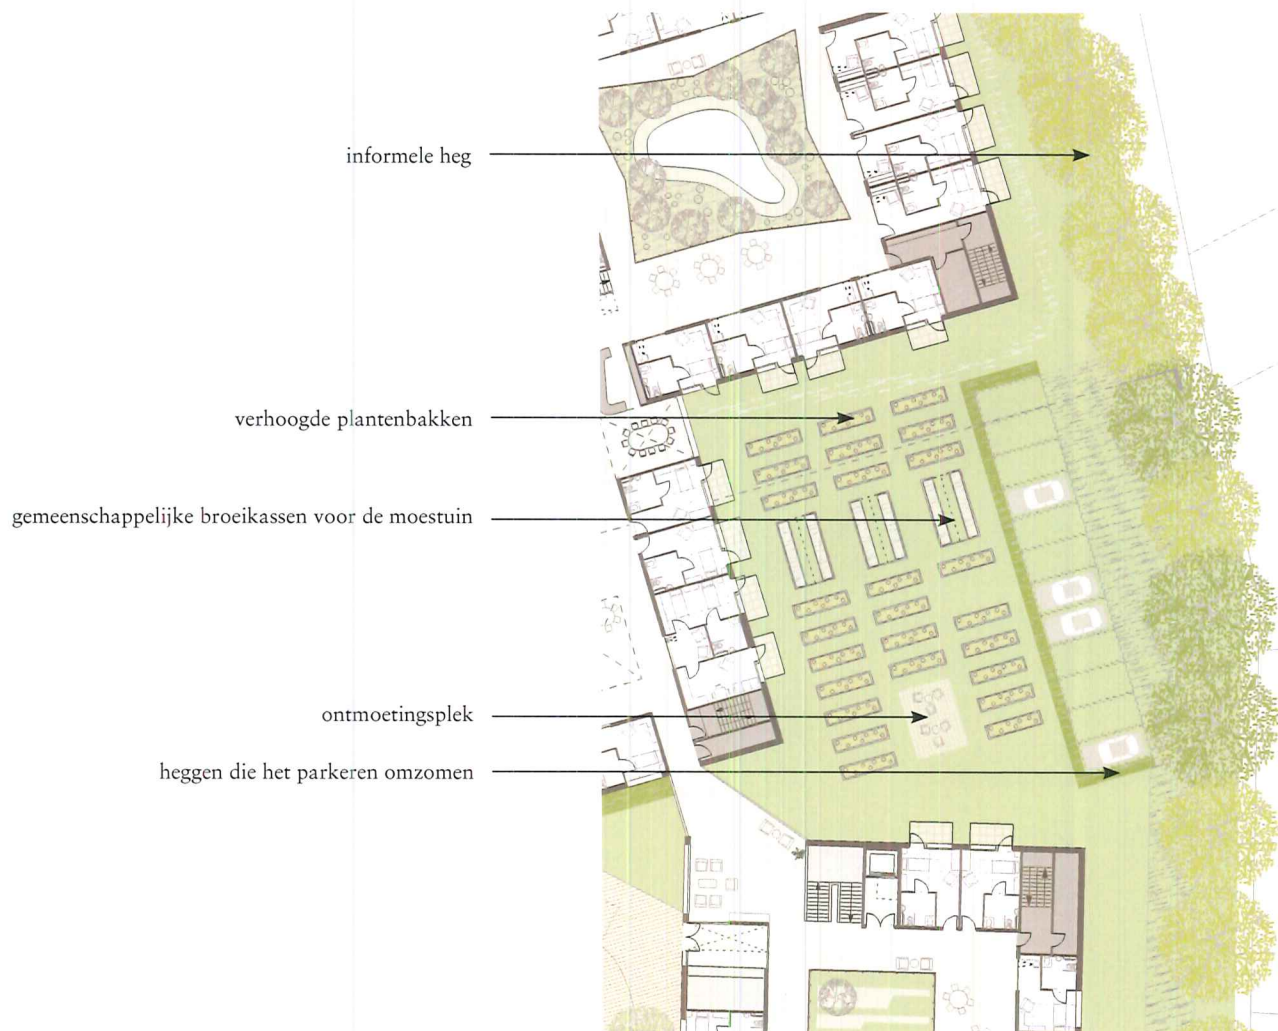 informele heg
verhoogde plantenbakken
gemeenschappelijke broeikassen voor de moestuin
ontmoetingsplek
heggen die het parkeren omzomen